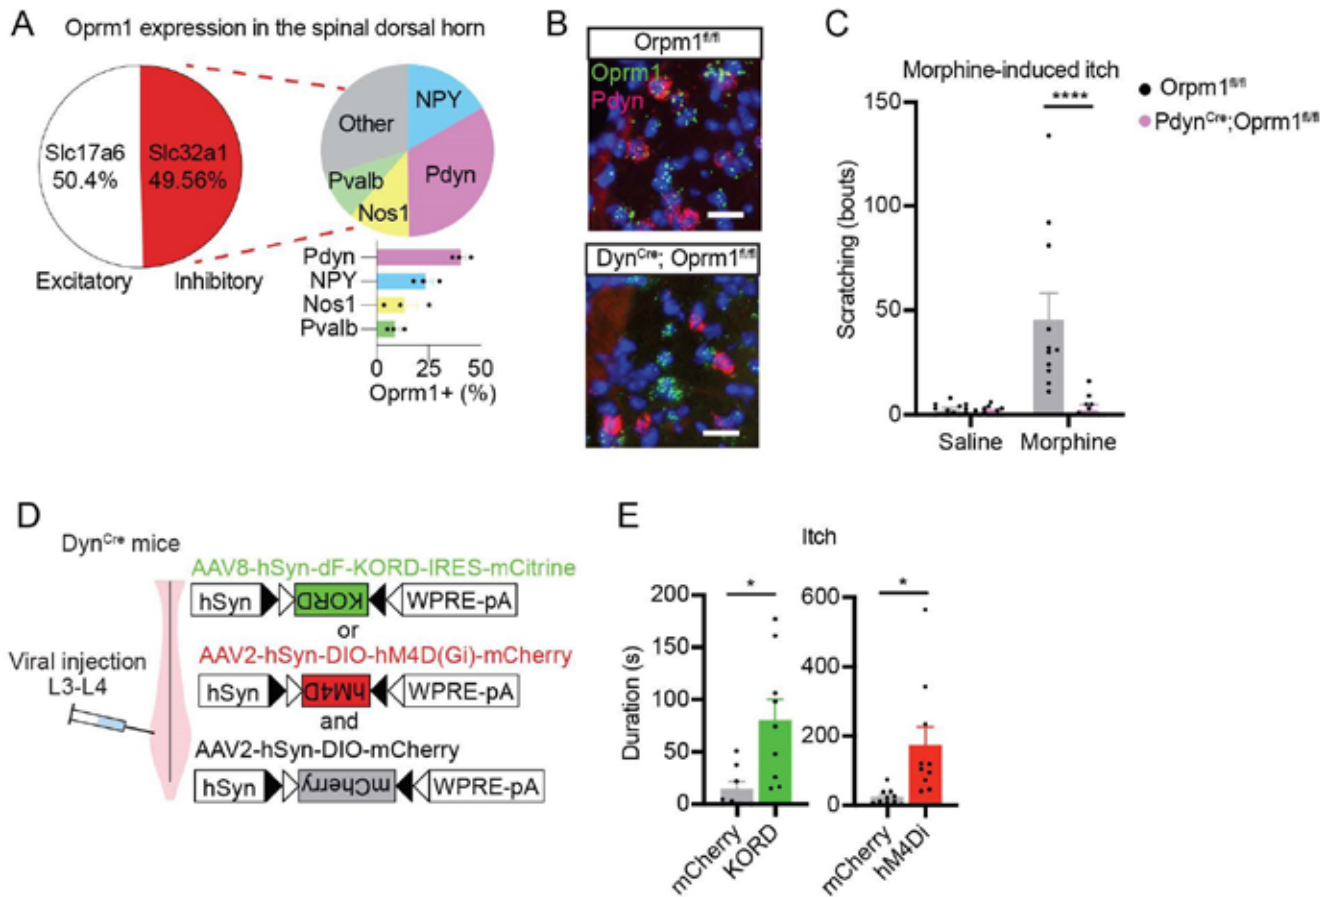 A
Oprm1 expression in the spinal dorsal horn
Slc17a6
50.4%
Slc32a1
49.56%
Excitatory
Inhibitory
NPY
Other
Pdyn
Pvalb
Nos1
Pdyn
NPY
Nos1
Pvalb
0 25 50
Oprm1+ (%)
B
Orpm1fl/fl
Oprm1
Pdyn
DynCre; Oprm1fl/fl
C
Morphine-induced itch
****
Orpm1fl/fl
PdynCre;Oprm1fl/fl
150
100
50
0
Scratching (bouts)
Saline Morphine
D
DynCre mice
Viral injection
L3-L4
AAV8-hSyn-dF-KORD-IRES-mCitrine
hSyn KORD WPRE-pA
or
AAV2-hSyn-DIO-hM4D(Gi)-mCherry
hSyn hM4D WPRE-pA
and
AAV2-hSyn-DIO-mCherry
hSyn mCherry WPRE-pA
E
Itch
*
200
150
100
50
0
Duration (s)
mCherry
KORD
*
600
400
200
0
mCherry
hM4Di